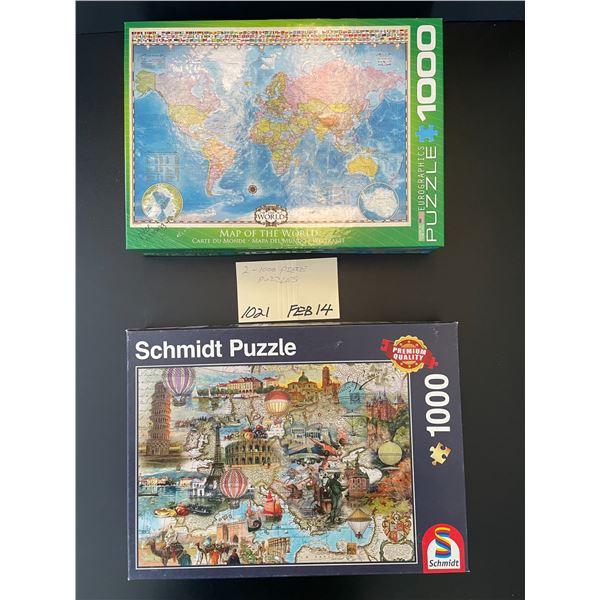 WORLD
MAP OF THE WORLD
CARTE DU MONDE • MAPA DEL MUNDO • WELTKARTE
EUROGRAPHICS
PUZZLE 1000
2-1000 PIECE
PUZZLES
1021 FEB 14
Schmidt Puzzle
PREMIUM
QUALITY
1000
S
Schmidt